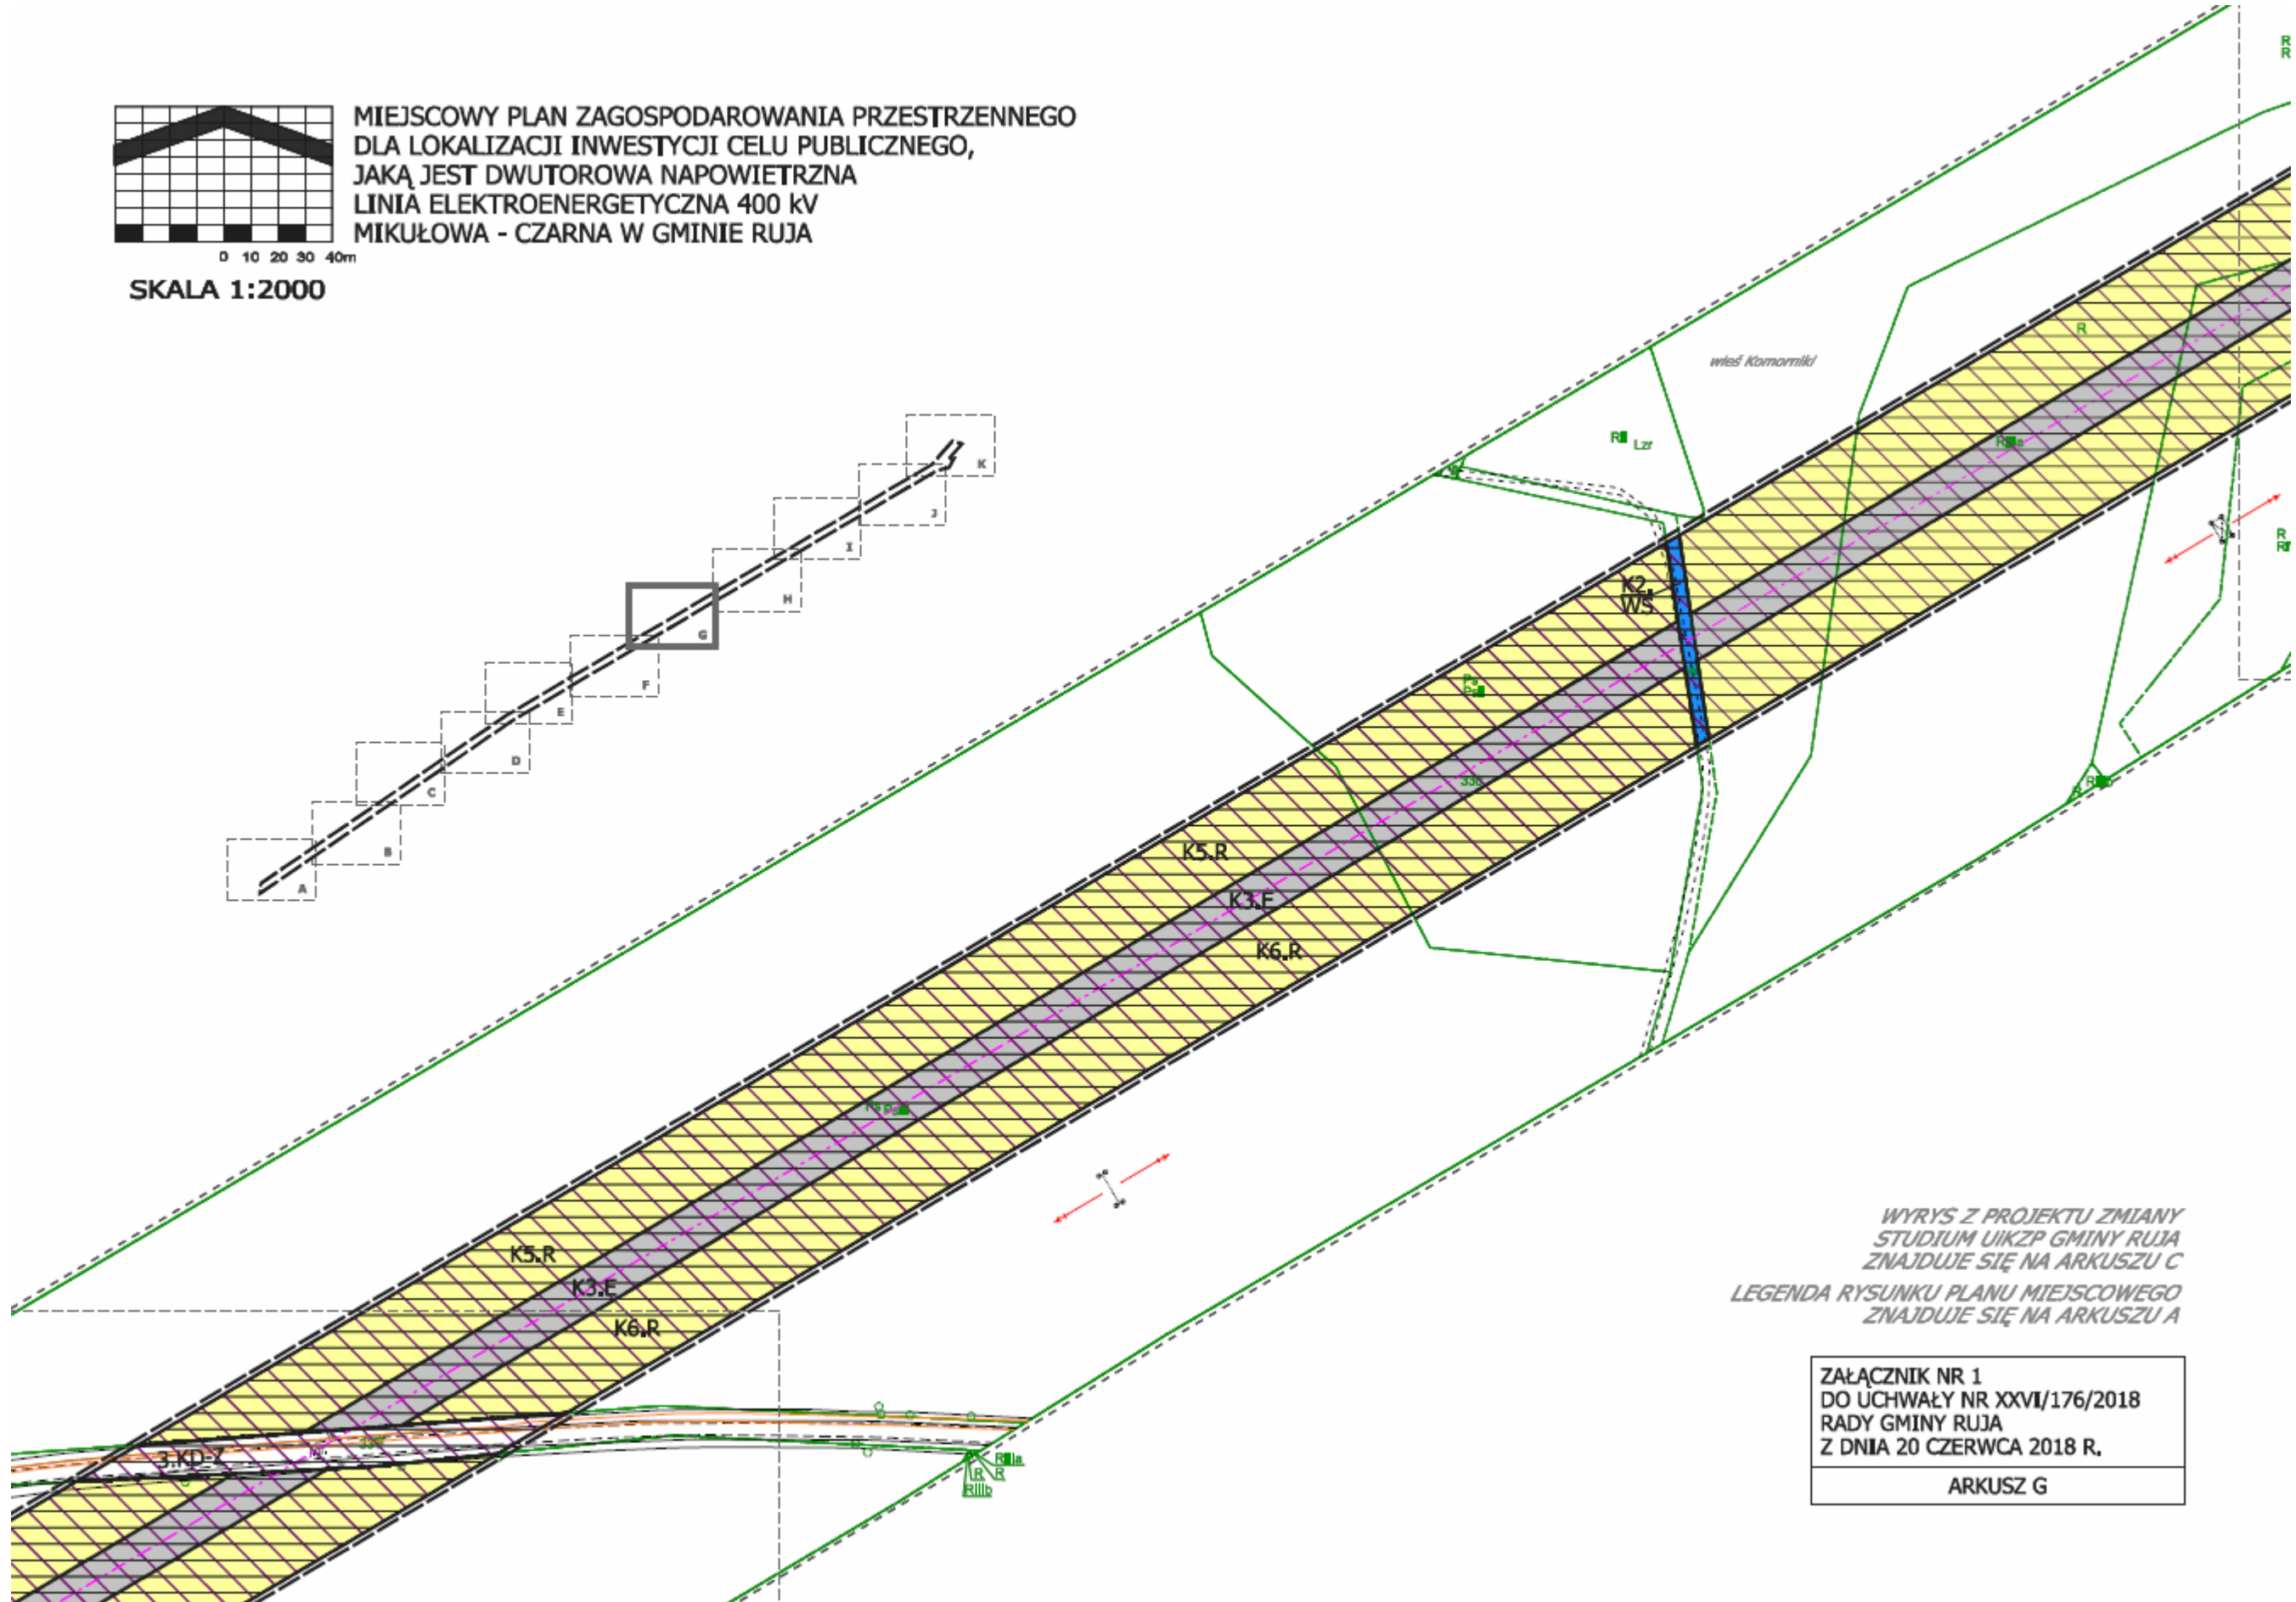 MIEJSCOWY PLAN ZAGOSPODAROWANIA PRZESTRZENNEGO
DLA LOKALIZACJI INWESTYCJI CELU PUBLICZNEGO,
JAKĄ JEST DWUTOROWA NAPOWIETRZNA
LINIA ELEKTROENERGETYCZNA 400 kV
MIKUŁOWA - CZARNA W GMINIE RUJA
0 10 20 30 40m
SKALA 1:2000
wieś Komorniki
R
Lzr
K
J
I
H
G
F
E
D
C
B
A
K2.
WS
K5.R
K3.E
K6.R
K5.R
K3.E
K6.R
3.KD-Z
R R
RIIIb
WYRYS Z PROJEKTU ZMIANY
STUDIUM UIKZP GMINY RUJA
ZNAJDUJE SIĘ NA ARKUSZU C
LEGENDA RYSUNKU PLANU MIEJSCOWEGO
ZNAJDUJE SIĘ NA ARKUSZU A
ZAŁĄCZNIK NR 1
DO UCHWAŁY NR XXVI/176/2018
RADY GMINY RUJA
Z DNIA 20 CZERWCA 2018 R.
ARKUSZ G